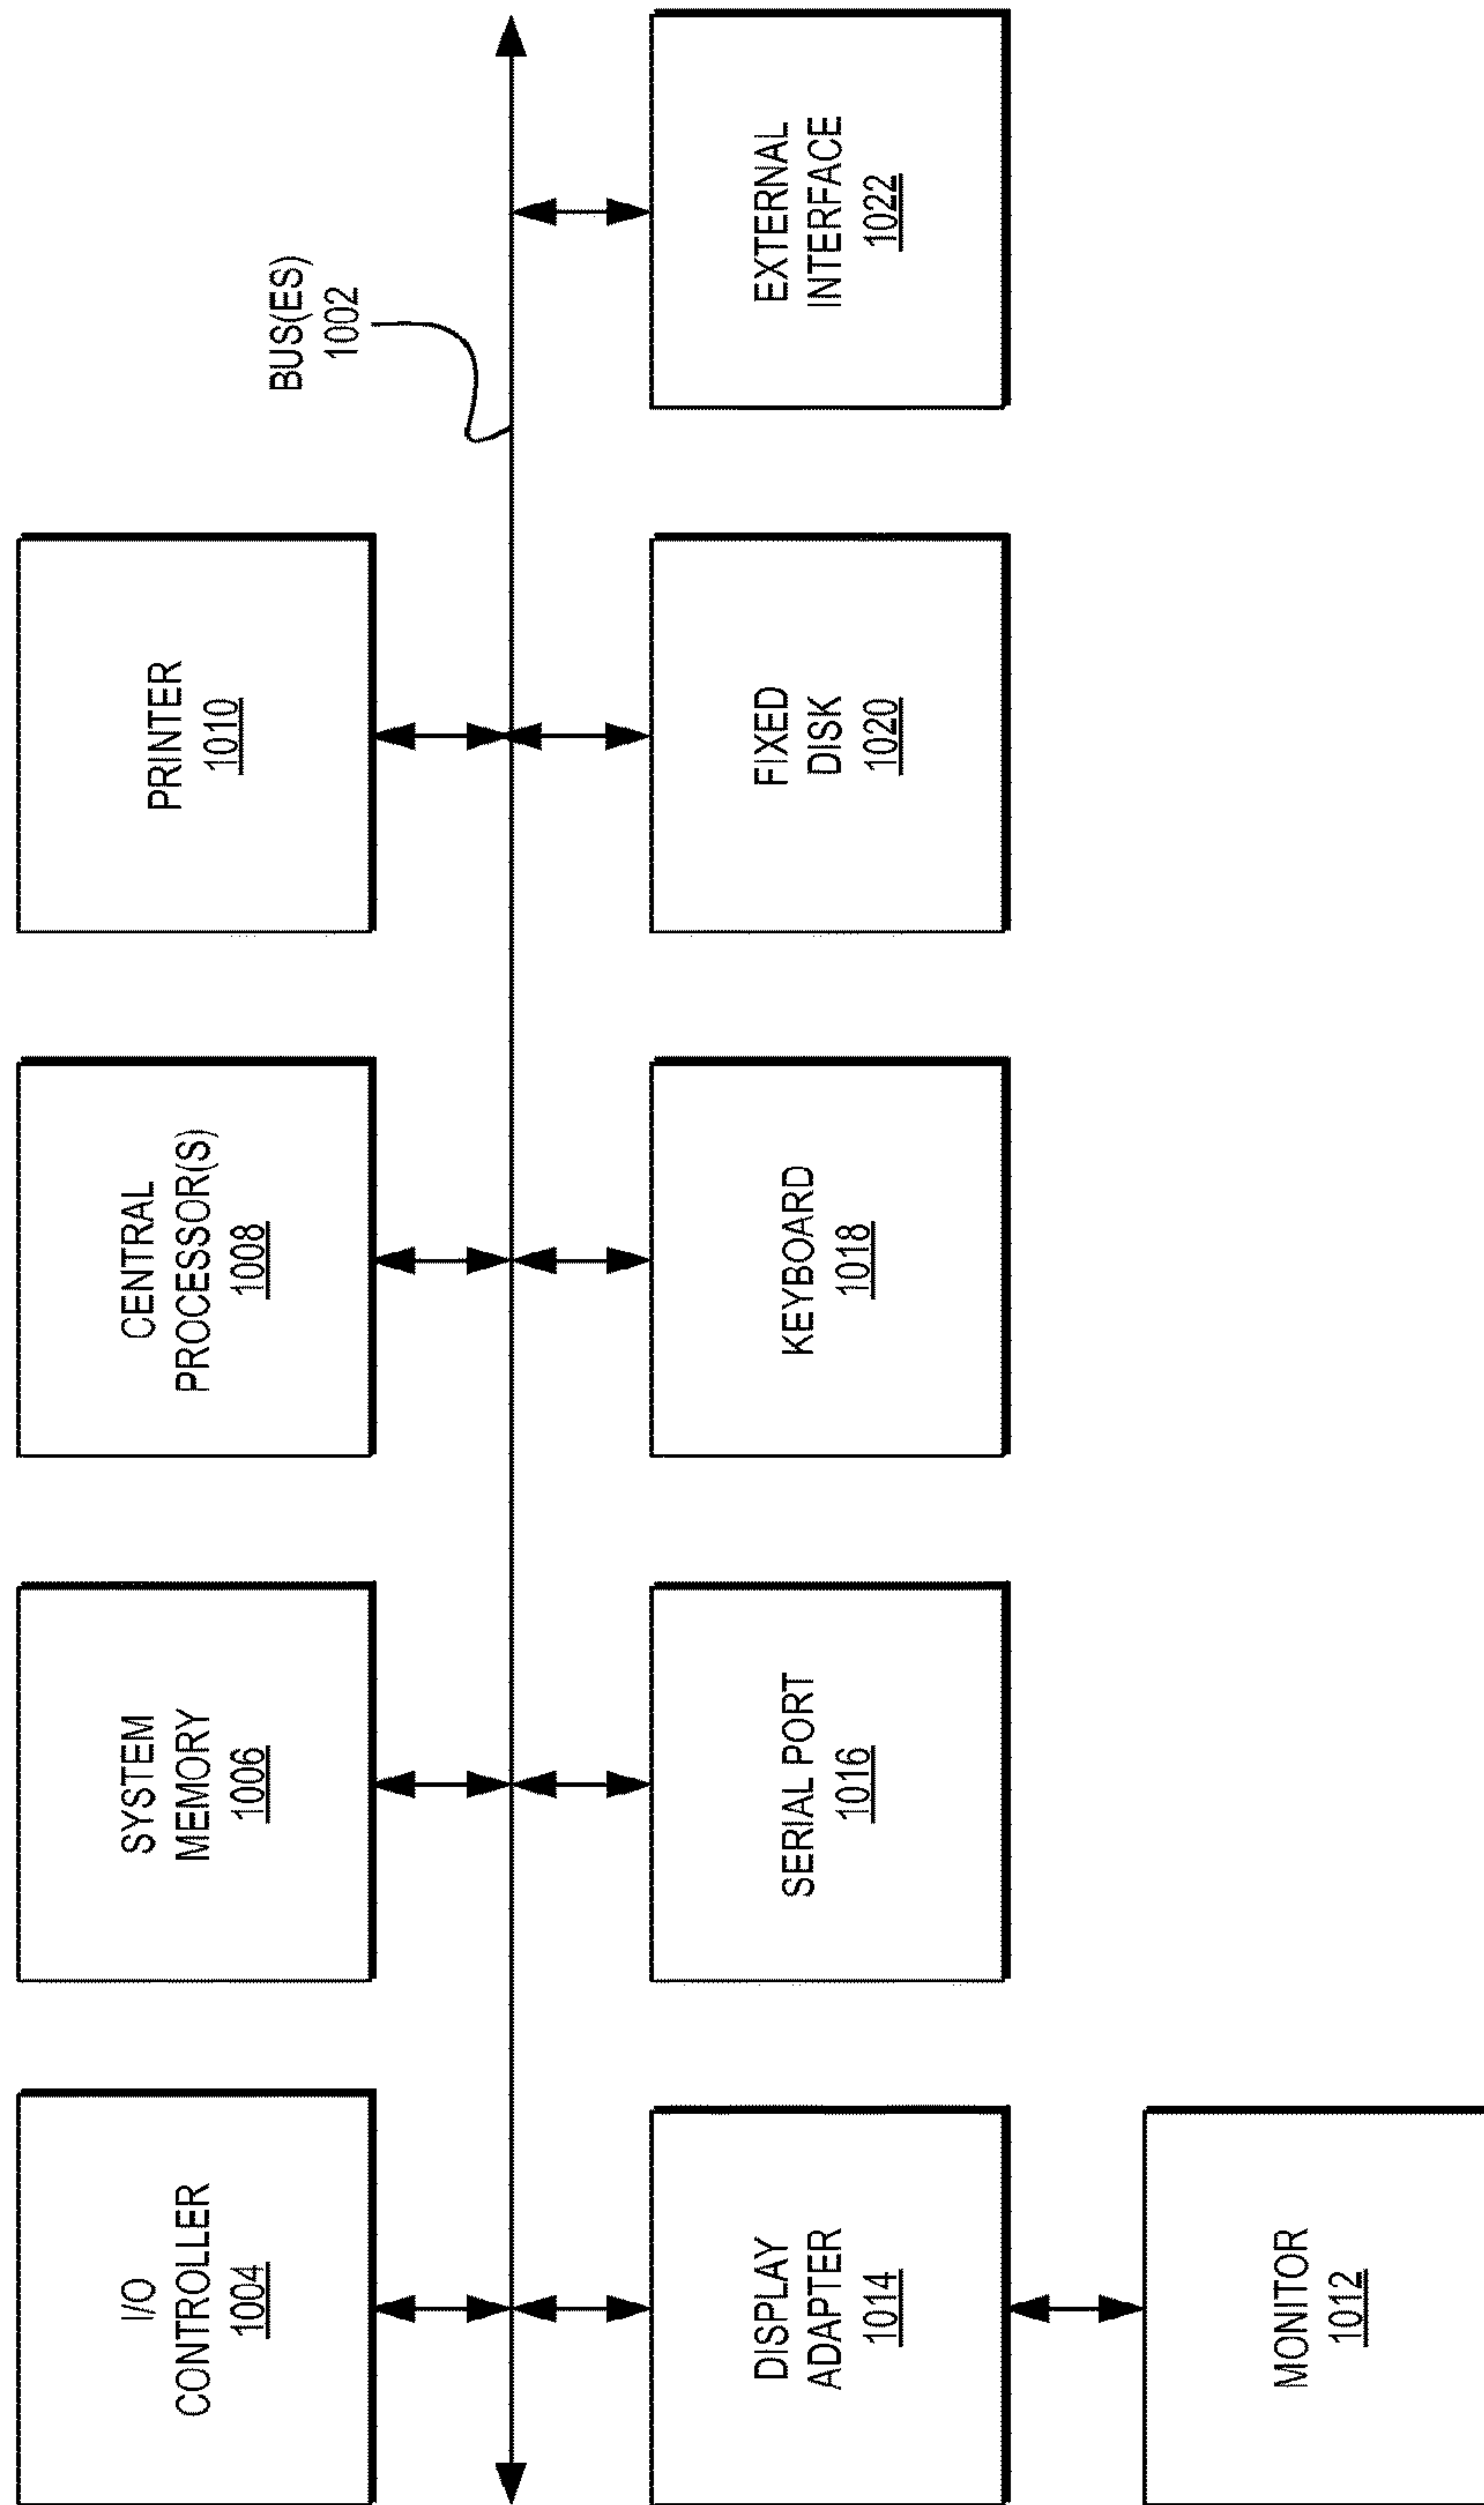 BUS(ES)
1002
I/O
CONTROLLER
1004
SYSTEM
MEMORY
1006
CENTRAL
PROCESSOR(S)
1008
PRINTER
1010
DISPLAY
ADAPTER
1014
SERIAL PORT
1016
KEYBOARD
1018
FIXED
DISK
1020
EXTERNAL
INTERFACE
1022
MONITOR
1012